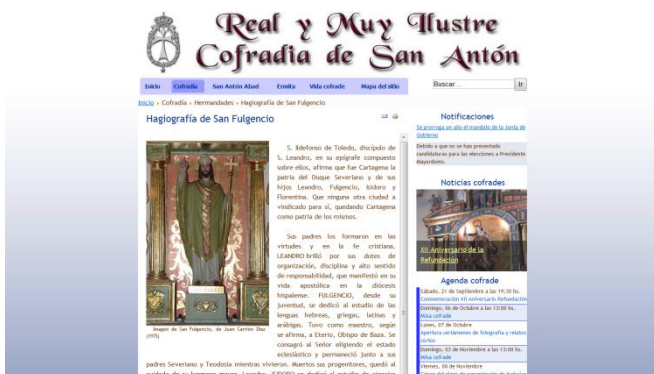 Real y Muy Ilustre
Cofradia de San Antón
Inicio Cofradía San Antón Abad Ermita Vida cofrade Mapa del sitio
Buscar... Ir
Inicio › Cofradía › Hermandades › Hagiografía de San Fulgencio
Hagiografía de San Fulgencio
S. Ildefonso de Toledo, discípulo de
S. Leandro, en su epígrafe compuesto
sobre ellos, afirma que fue Cartagena la
patria del Duque Severiano y de sus
hijos Leandro, Fulgencio, Isidoro y
Florentina. Que ninguna otra ciudad a
vindicado para sí, quedando Cartagena
como patria de los mismos.
Sus padres los formaron en las
virtudes y en la fe cristiana.
LEANDRO brilló por sus dotes de
organización, disciplina y alto sentido
de responsabilidad, que manifestó en su
vida apostólica en la diócesis
hispalense. FULGENCIO, desde su
juventud, se dedicó al estudio de las
lenguas hebreas, griegas, latinas y
arábigas. Tuvo como maestro, según
se afirma, a Eterio, Obispo de Baza. Se
consagró al Señor eligiendo el estado
eclesiástico y permaneció junto a sus
padres Severiano y Teodosia mientras vivieron. Muertos sus progenitores, quedó al
Imagen de San Fulgencio, de Juan Carrión Díaz
(1975)
Notificaciones
Se prorroga un año el mandato de la Junta de
Gobierno
Debido a que no se han presentado
candidaturas para las elecciones a Presidente
Mayordomo.
Noticias cofrades
XII Aniversario de la
Refundación
Agenda cofrade
Sábado, 21 de Septiembre a las 19:30 hs.
Conmemoración XII Aniversario Refundación
Domingo, 06 de Octubre a las 13:00 hs.
Misa cofrade
Lunes, 07 de Octubre
Apertura certámenes de fotografía y relatos
cortos
Domingo, 03 de Noviembre a las 13:00 hs.
Misa cofrade
Viernes, 08 de Noviembre